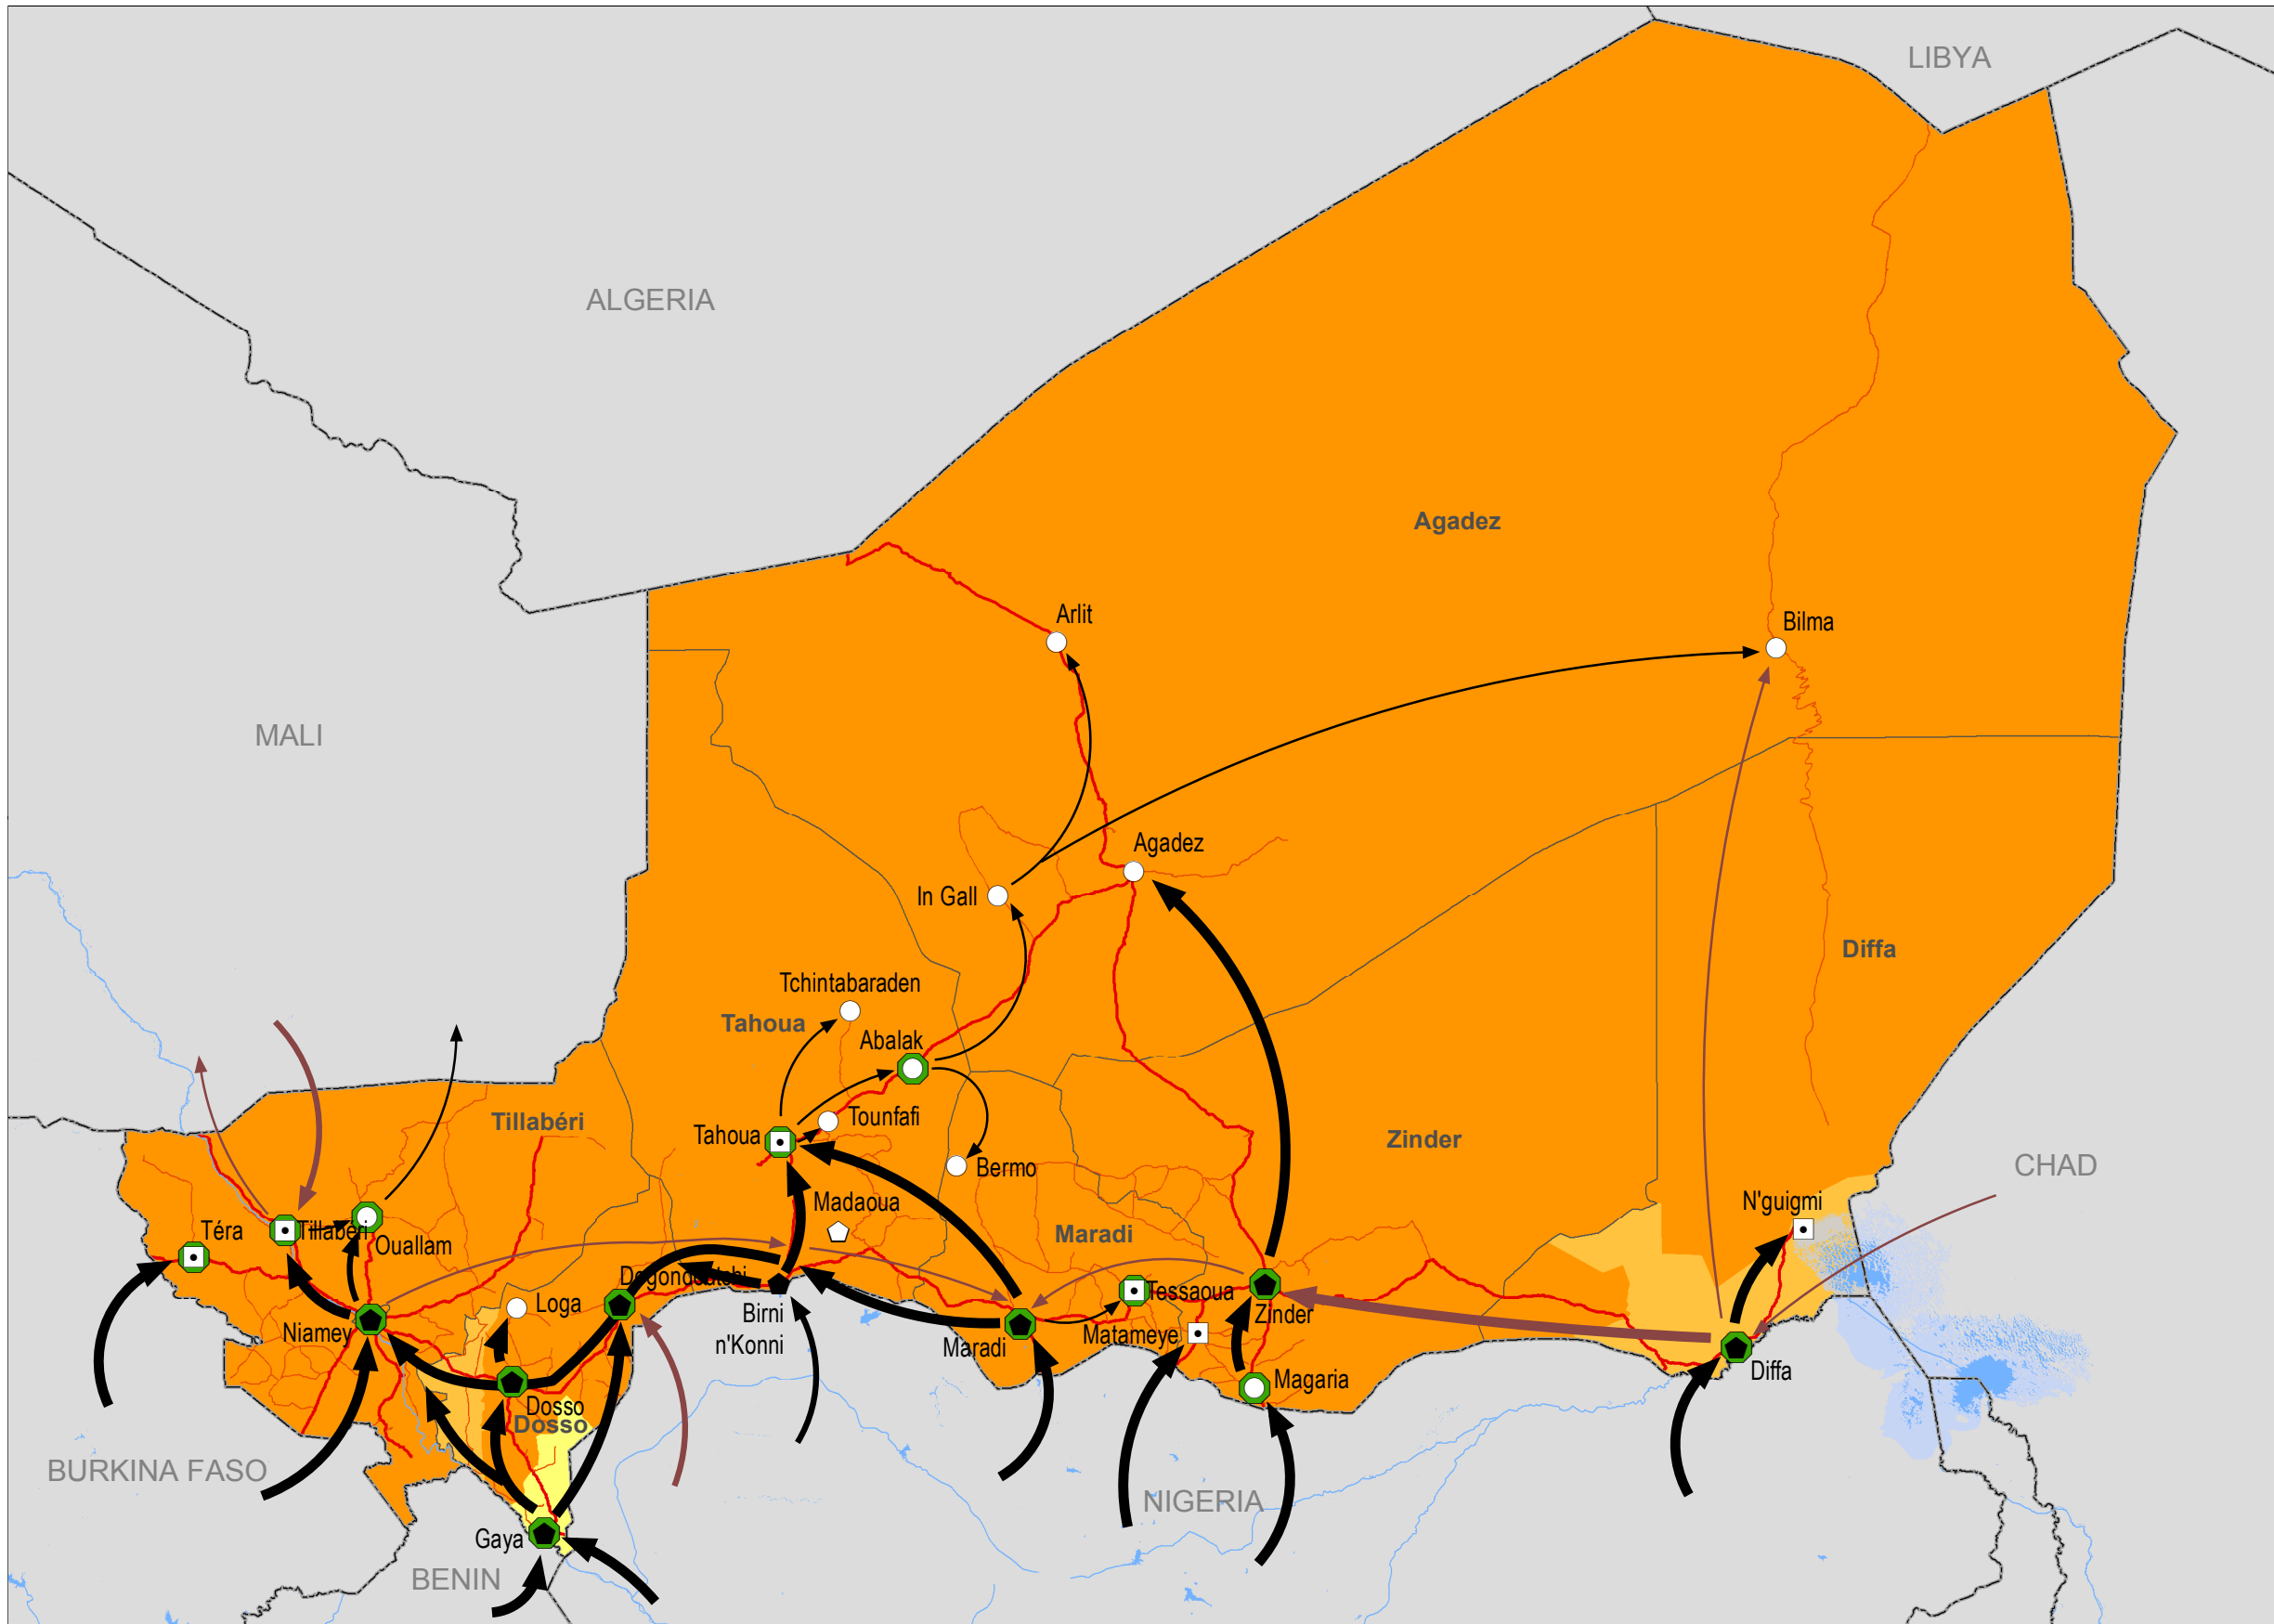 LIBYA
ALGERIA
Agadez
Arlit
Bilma
MALI
Agadez
In Gall
Diffa
Tchintabaraden
Tahoua
Abalak
Tillabéri
Tounfafi
Tahoua
Zinder
Bermo
CHAD
Madaoua
N'guigmi
Téra
Tillabéri
Ouallam
Maradi
Dogondoutchi
Loga
Tessaoua
Birni
n'Konni
Zinder
Niamey
Matameye
Maradi
Diffa
Magaria
Dosso
Dosso
BURKINA FASO
NIGERIA
Gaya
BENIN